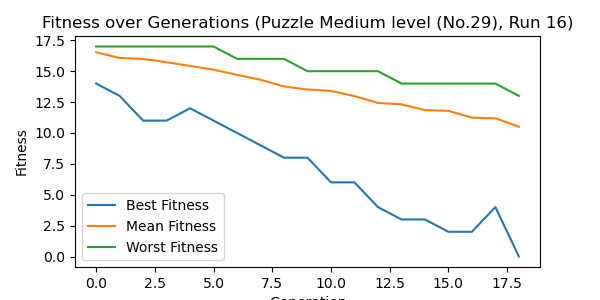 Fitness over Generations (Puzzle Medium level (No.29), Run 16)
17.5
15.0
12.5
10.0
7.5
5.0
2.5
0.0
Fitness
Best Fitness
Mean Fitness
Worst Fitness
0.0 2.5 5.0 7.5 10.0 12.5 15.0 17.5
Generation